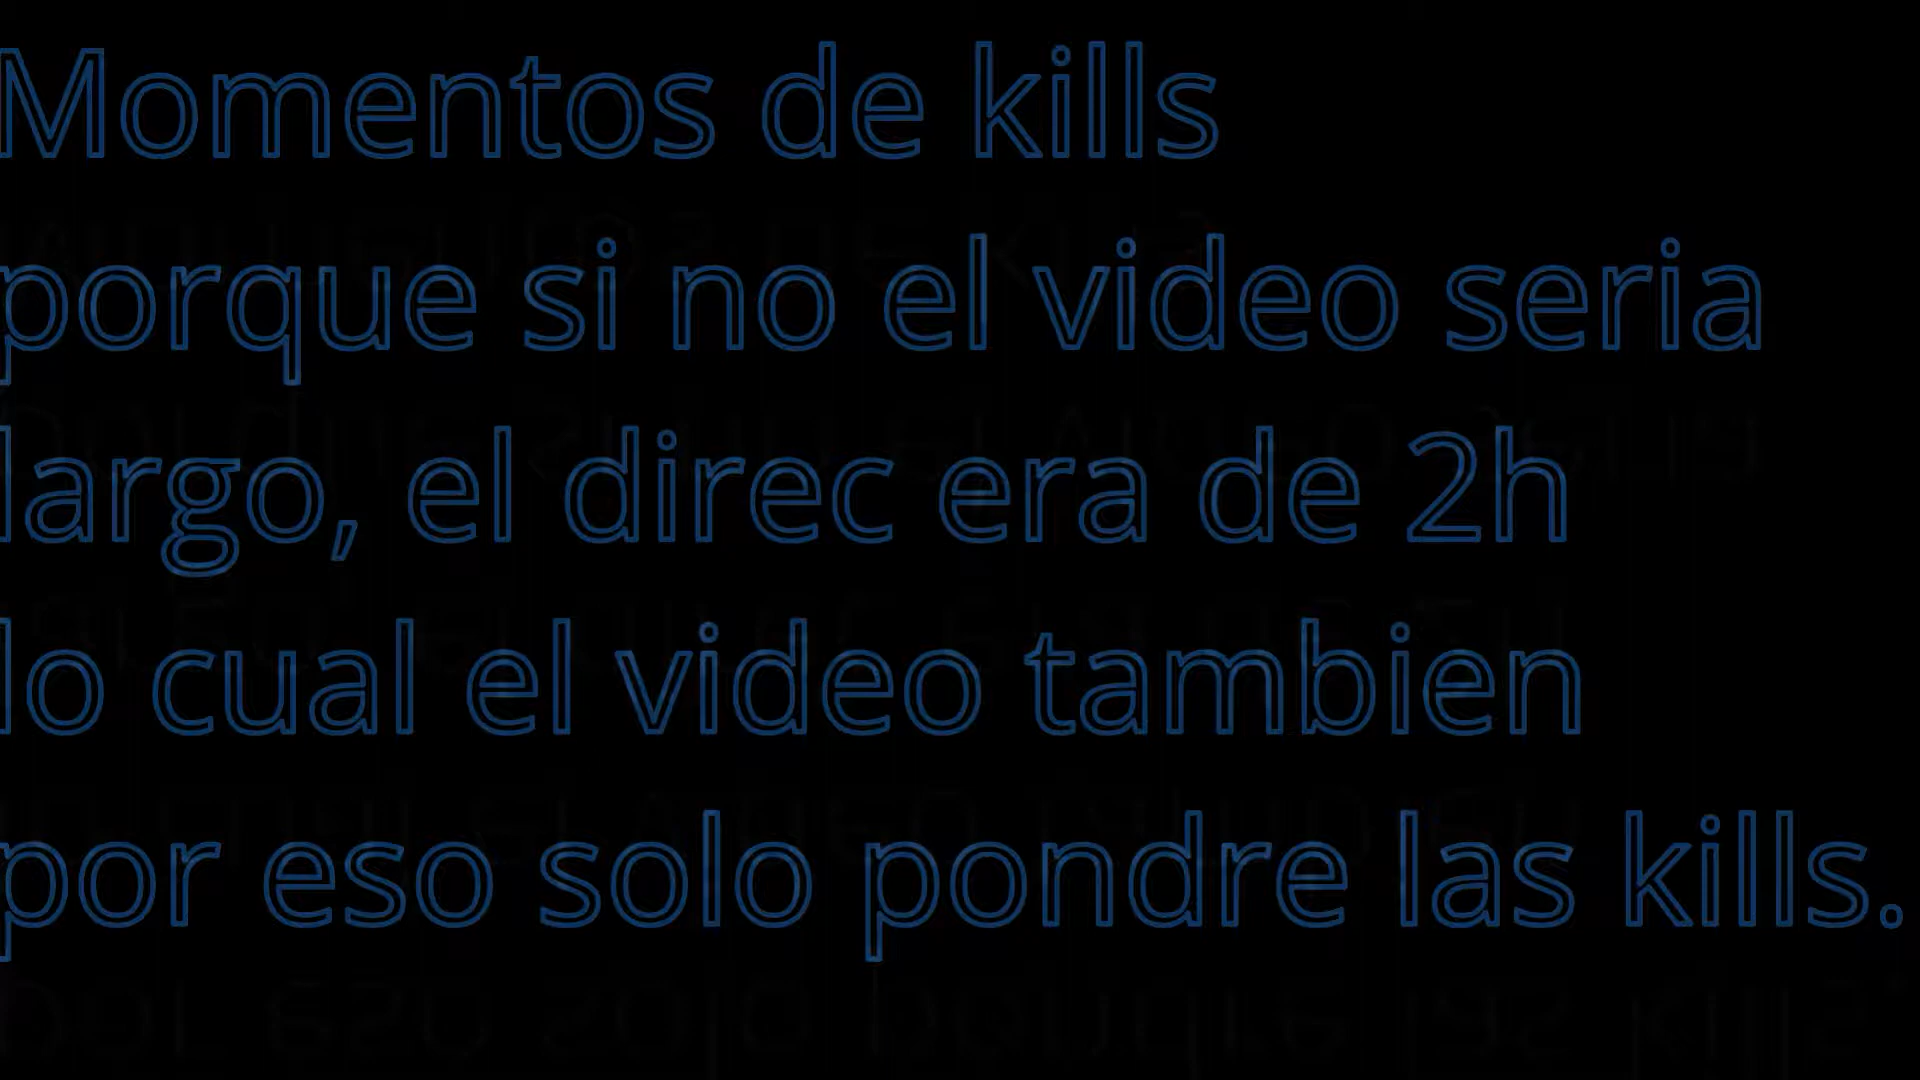 Momentos de kills
porque si no el video seria
largo, el direc era de 2h
lo cual el video tambien
por eso solo pondre las kills.